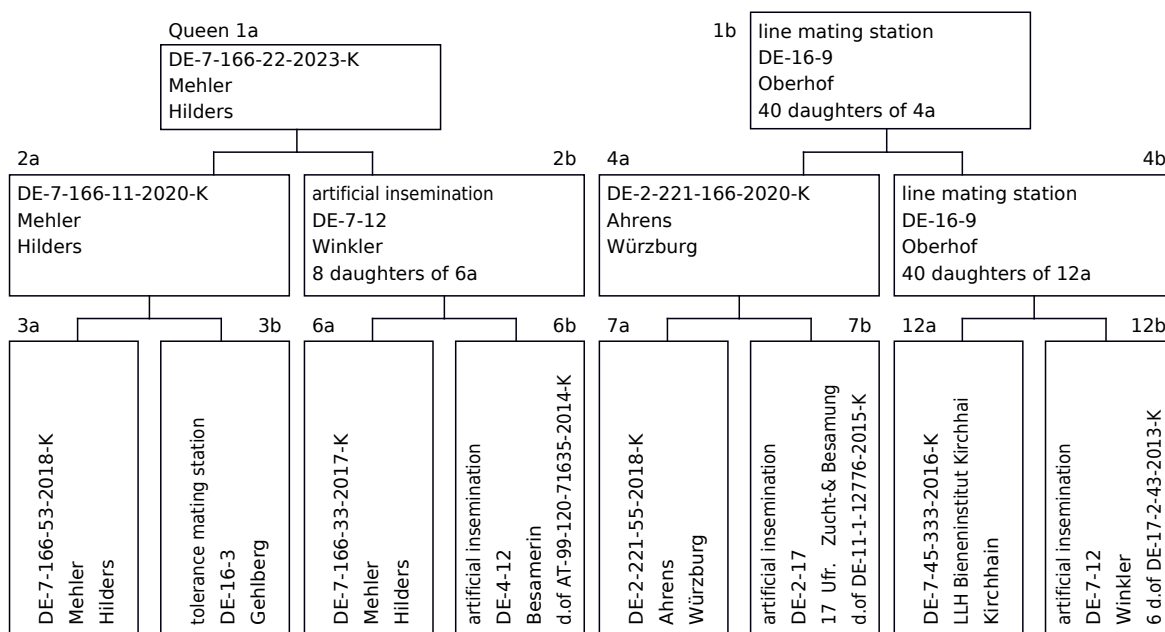 Queen 1a
DE-7-166-22-2023-K
Mehler
Hilders
1b
line mating station
DE-16-9
Oberhof
40 daughters of 4a
2a
DE-7-166-11-2020-K
Mehler
Hilders
2b
artificial insemination
DE-7-12
Winkler
8 daughters of 6a
4a
DE-2-221-166-2020-K
Ahrens
Würzburg
4b
line mating station
DE-16-9
Oberhof
40 daughters of 12a
3a
DE-7-166-53-2018-K
Mehler
Hilders
3b
tolerance mating station
DE-16-3
Gehlberg
6a
DE-7-166-33-2017-K
Mehler
Hilders
6b
artificial insemination
DE-4-12
Besamerin
d.of AT-99-120-71635-2014-K
7a
DE-2-221-55-2018-K
Ahrens
Würzburg
7b
artificial insemination
DE-2-17
17 Ufr. Zucht-& Besamung
d.of DE-11-1-12776-2015-K
12a
DE-7-45-333-2016-K
LLH Bieneninstitut Kirchhai
Kirchhain
12b
artificial insemination
DE-7-12
Winkler
6 d.of DE-17-2-43-2013-K